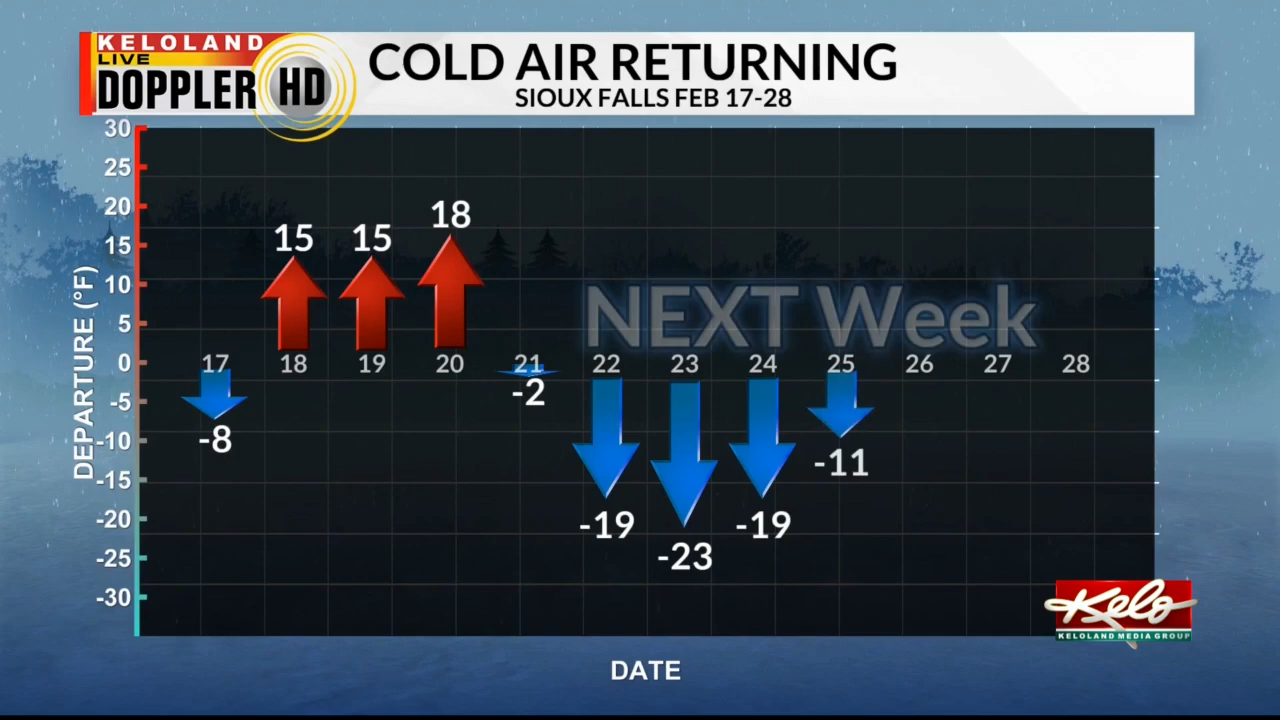 KELOLAND
LIVE
DOPPLER HD
COLD AIR RETURNING
SIOUX FALLS FEB 17-28
30
25
20
15
10
5
0
-5
-10
-15
-20
-25
-30
DEPARTURE (°F)
15 15 18
NEXT Week
17 18 19 20 21 22 23 24 25 26 27 28
-8 -2 -19 -23 -19 -11
DATE
Kelo
KELOLAND MEDIA GROUP